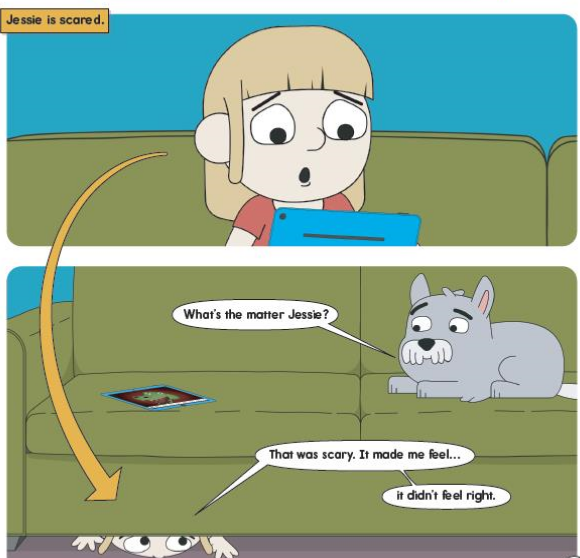 Jessie is scared.
What's the matter Jessie?
That was scary. It made me feel...
it didn't feel right.